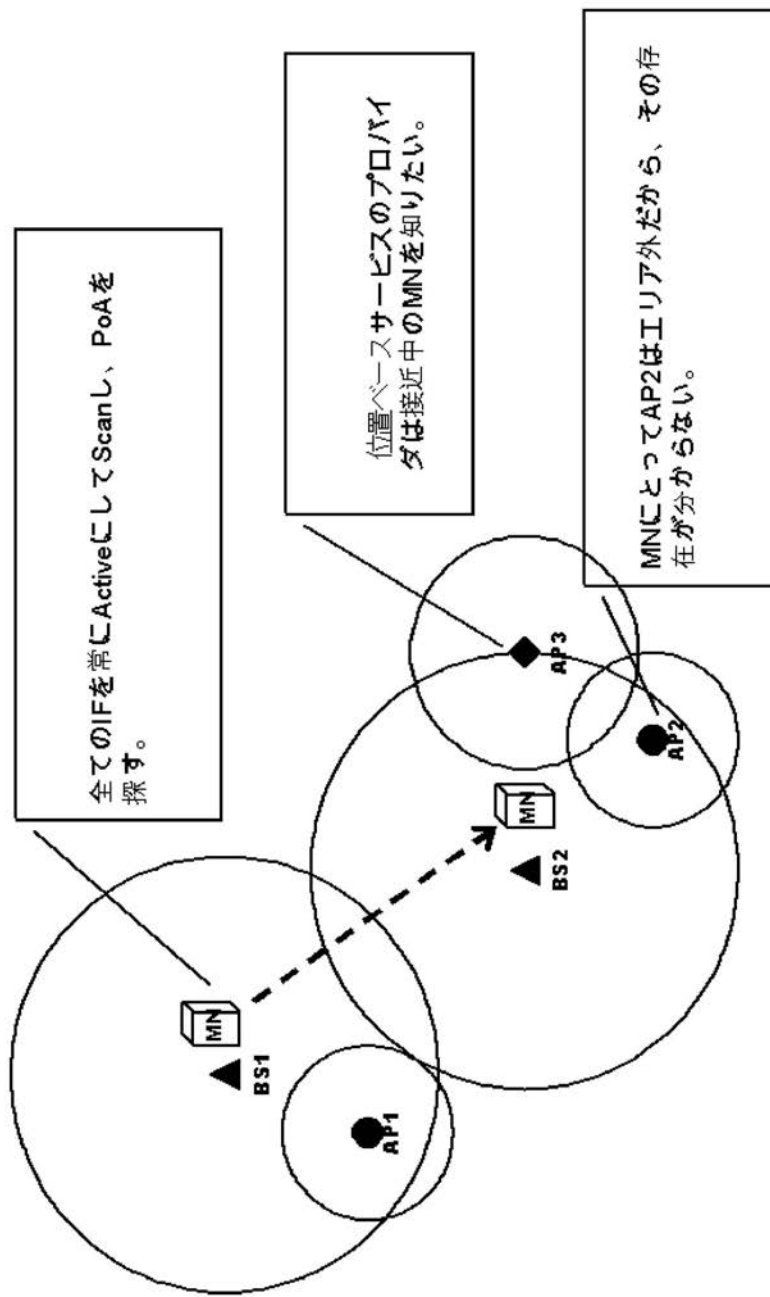 全てのIFを常にActiveにしてScanし、PoAを
探す。
位置ベースサービスのプロバイ
ダは接近中のMNを知りたい。
MNにとってAP2はエリア外だから、その存
在が分からない。
MN
BS1
AP1
MN
BS2
AP3
AP2